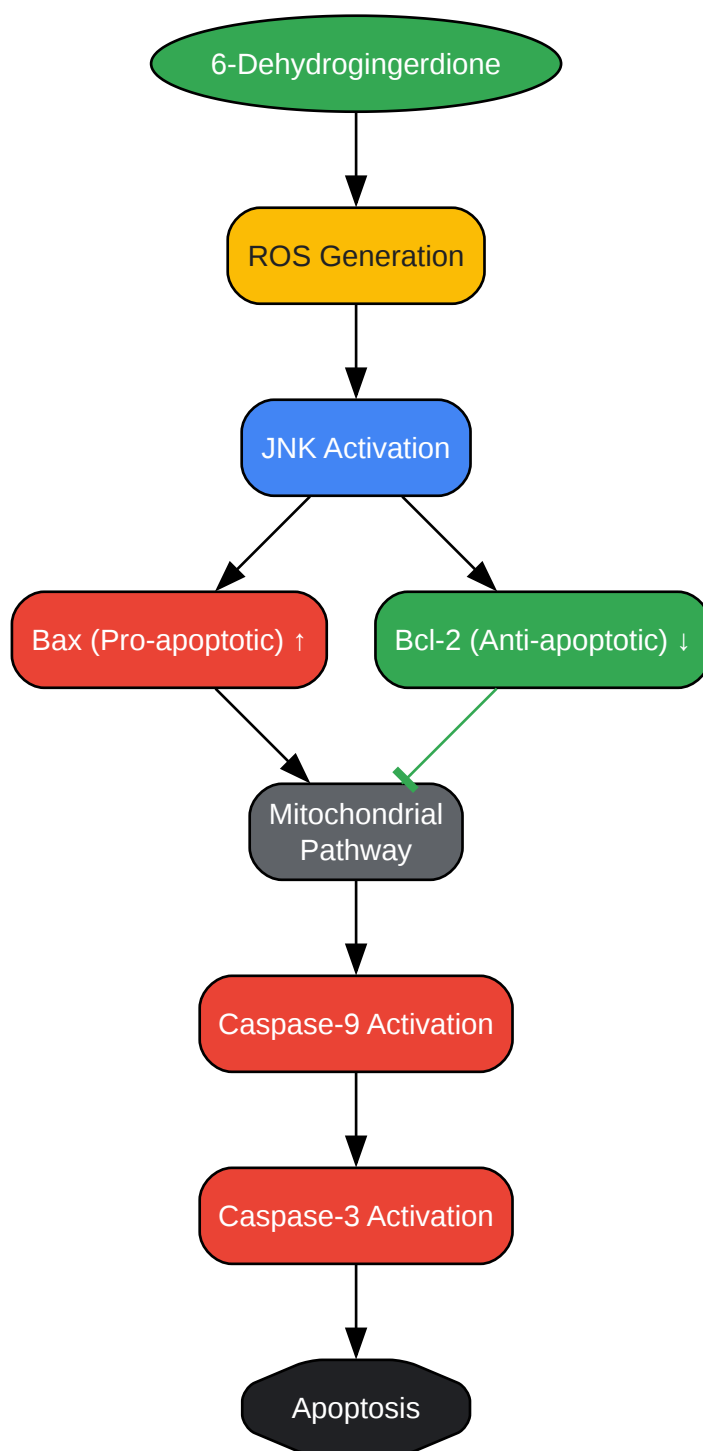 6-Dehydrogingerdione
ROS Generation
JNK Activation
Bax (Pro-apoptotic) ↑
Bcl-2 (Anti-apoptotic) ↓
Mitochondrial
Pathway
Caspase-9 Activation
Caspase-3 Activation
Apoptosis